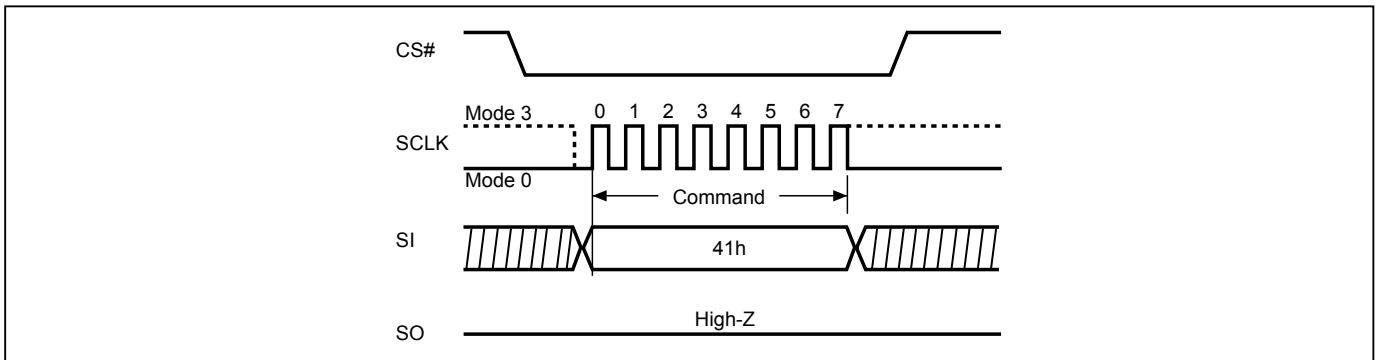 CS#
Mode 3
0 1 2 3 4 5 6 7
SCLK
Mode 0
Command
SI
41h
High-Z
SO